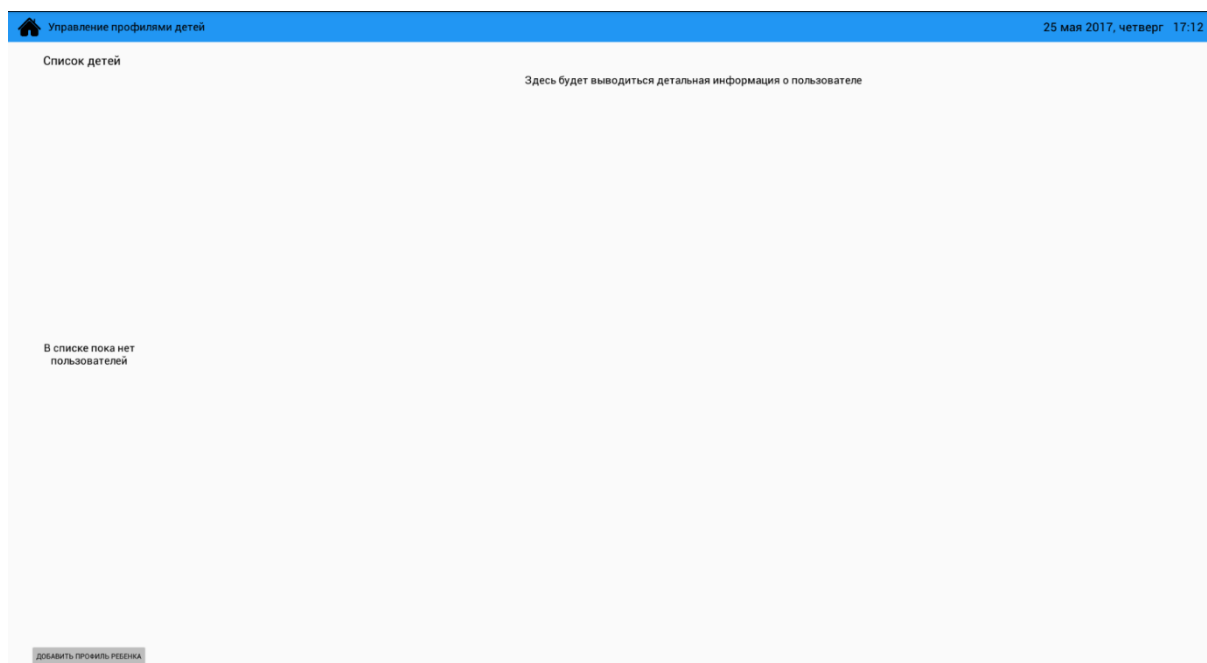 Управление профилями детей
25 мая 2017, четверг 17:12
Список детей
Здесь будет выводиться детальная информация о пользователе
В списке пока нет
пользователей
ДОБАВИТЬ ПРОФИЛЬ РЕБЕНКА